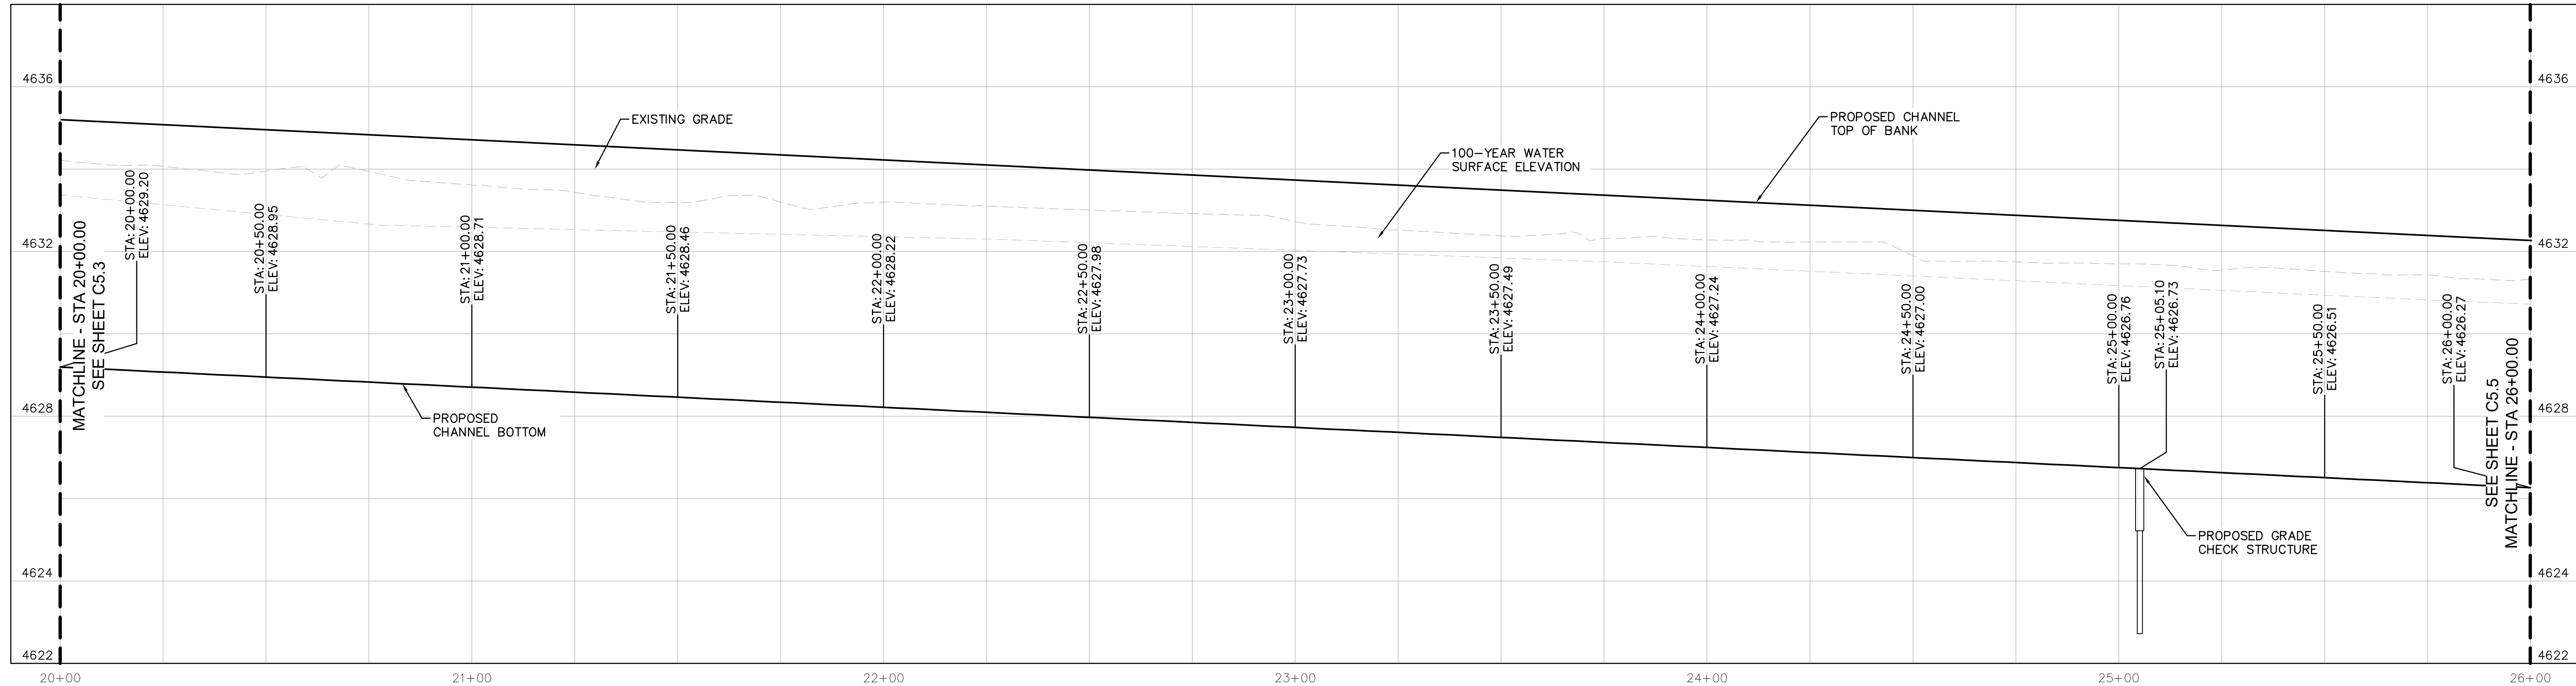 4636
4636
EXISTING GRADE
PROPOSED CHANNEL
TOP OF BANK
100-YEAR WATER
SURFACE ELEVATION
4632
4632
MATCHLINE - STA 20+00.00
SEE SHEET C5.3
STA: 20+00.00
ELEV: 4629.20
STA: 20+50.00
ELEV: 4628.95
STA: 21+00.00
ELEV: 4628.71
STA: 21+50.00
ELEV: 4628.46
STA: 22+00.00
ELEV: 4628.22
STA: 22+50.00
ELEV: 4627.98
STA: 23+00.00
ELEV: 4627.73
STA: 23+50.00
ELEV: 4627.49
STA: 24+00.00
ELEV: 4627.24
STA: 24+50.00
ELEV: 4627.00
STA: 25+00.00
ELEV: 4626.76
STA: 25+05.10
ELEV: 4626.73
STA: 25+50.00
ELEV: 4626.51
STA: 26+00.00
ELEV: 4626.27
SEE SHEET C5.5
MATCHLINE - STA 26+00.00
4628
4628
PROPOSED
CHANNEL BOTTOM
PROPOSED GRADE
CHECK STRUCTURE
4624
4624
4622
4622
20+00
21+00
22+00
23+00
24+00
25+00
26+00